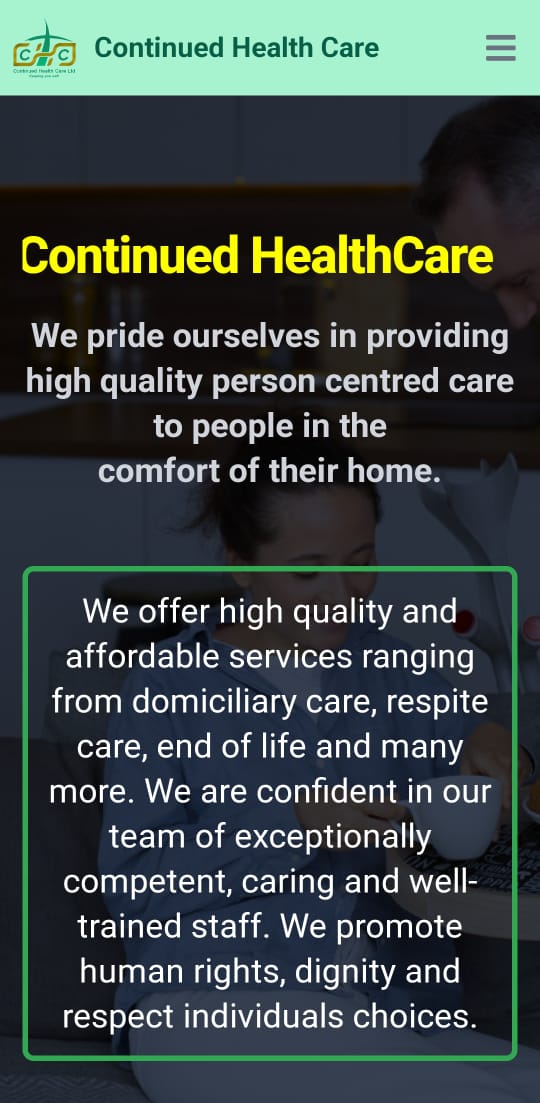 CHC
Continued Health Care Ltd
Continued Health Care
Continued HealthCare
We pride ourselves in providing
high quality person centred care
to people in the
comfort of their home.
We offer high quality and
affordable services ranging
from domiciliary care, respite
care, end of life and many
more. We are confident in our
team of exceptionally
competent, caring and well-
trained staff. We promote
human rights, dignity and
respect individuals choices.